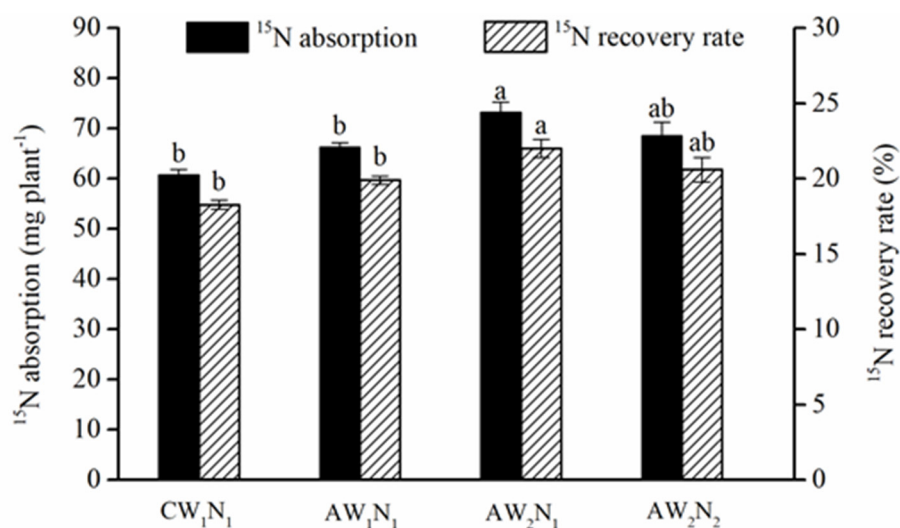 ¹⁵N absorption
¹⁵N recovery rate
¹⁵N absorption (mg plant⁻¹)
90
80
70
60
50
40
30
20
10
0
b
b
b
b
a
a
ab
ab
30
25
20
15
10
5
0
¹⁵N recovery rate (%)
CW₁N₁
AW₁N₁
AW₂N₁
AW₂N₂